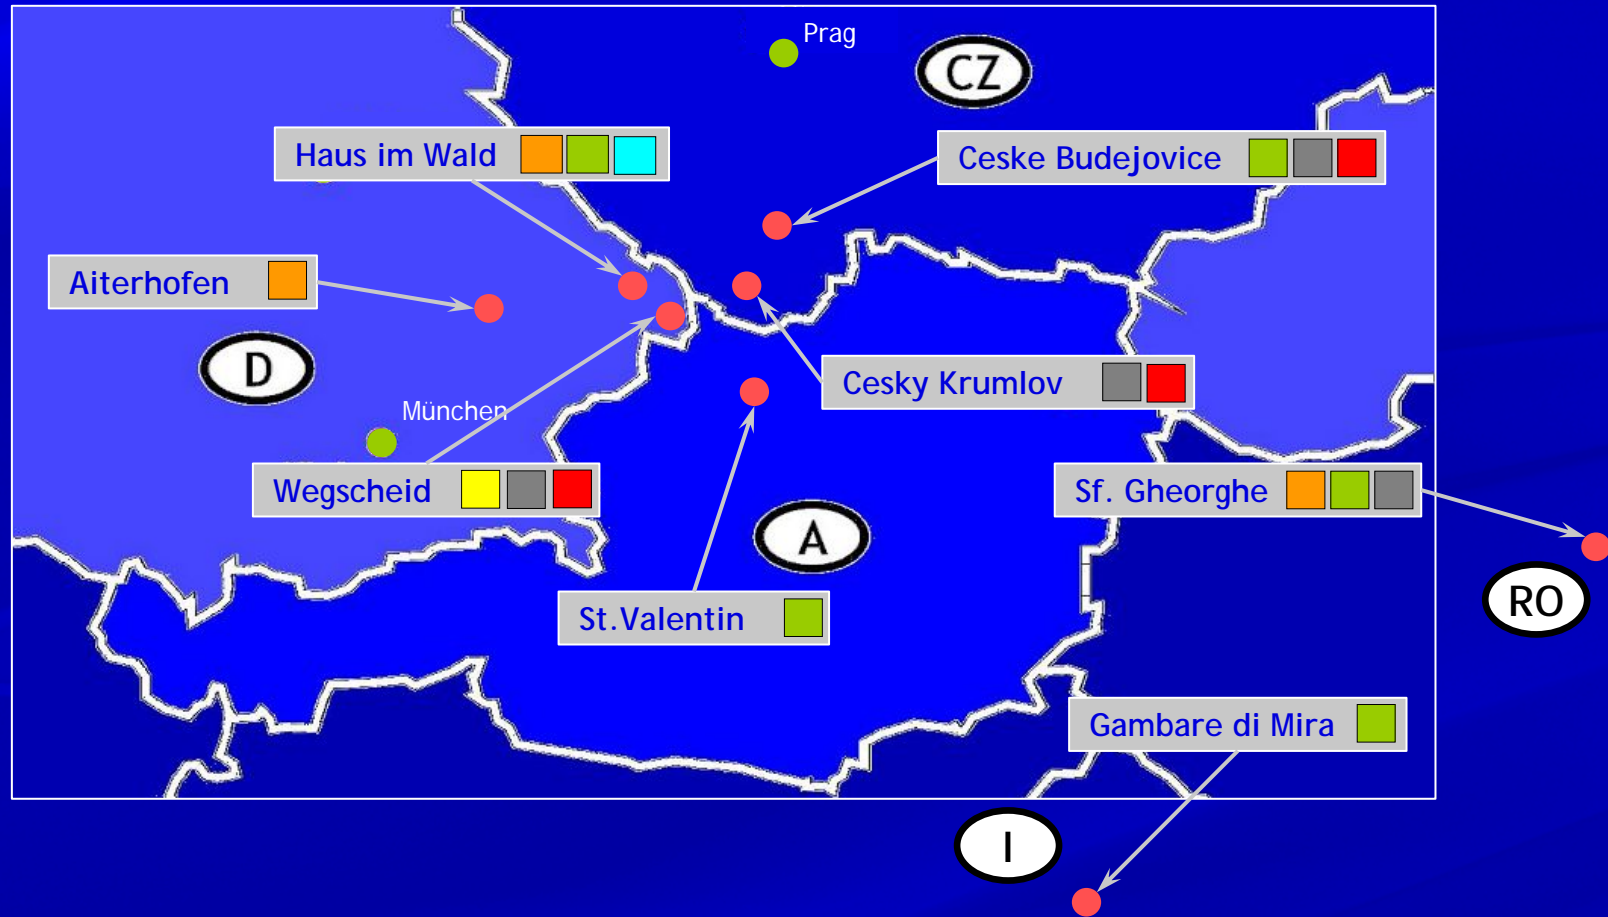 Prag
CZ
Haus im Wald
Ceske Budejovice
Aiterhofen
D
Cesky Krumlov
München
Wegscheid
Sf. Gheorghe
A
RO
St.Valentin
Gambare di Mira
I